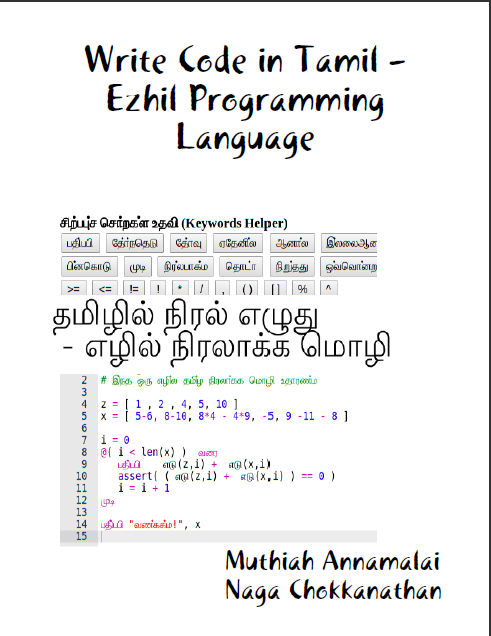 Write Code in Tamil -
Ezhil Programming
Language
சிறப்புச் சொற்கள் உதவி (Keywords Helper)
பதிப்பி தேர்ந்தெடு தேர்வு ஏதேனில் ஆனால் இல்லைஆன
பின்கொடு முடி நிரல்பாகம் தொடர் நிறுத்து ஒவ்வொன்றா
>= <= != ! * / , () [] % ^
தமிழில் நிரல் எழுது
- எழில் நிரலாக்க மொழி
2 # இந்த ஒரு எழில் தமிழ் நிரலாக்க மொழி உதாரணம்
3
4 z = [ 1 , 2 , 4, 5, 10 ]
5 x = [ 5-6, 8-10, 8*4 - 4*9, -5, 9 -11 - 8 ]
6
7 i = 0
8 @( i < len(x) ) வரை
9 பதிப்பி எடு(z,i) + எடு(x,i)
10 assert( ( எடு(z,i) + எடு(x,i) ) == 0 )
11 i = i + 1
12 முடி
13
14 பதிப்பி "வணக்கம்!", x
15
Muthiah Annamalai
Naga Chokkanathan